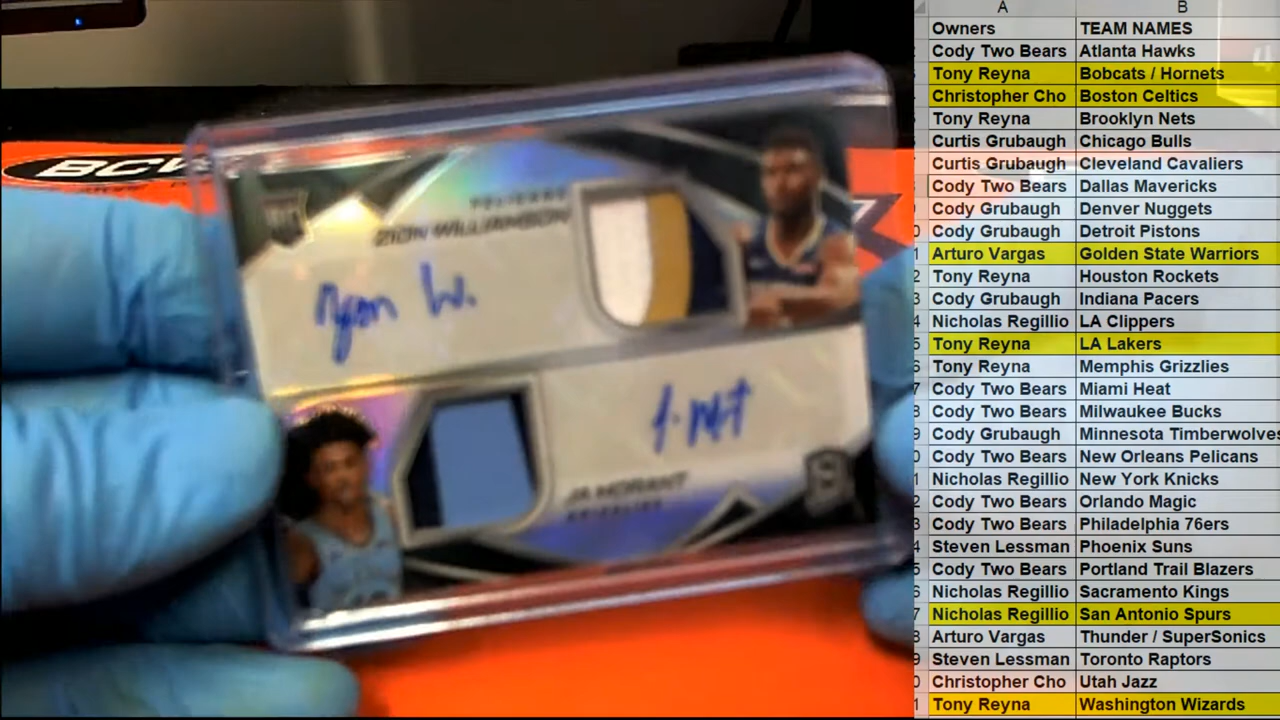 BCW
PELICANS
ZION WILLIAMSON
Zion W.
J. Mt
JA MORANT
GRIZZLIES
A B
Owners TEAM NAMES
Cody Two Bears Atlanta Hawks
Tony Reyna Bobcats / Hornets
Christopher Cho Boston Celtics
Tony Reyna Brooklyn Nets
Curtis Grubaugh Chicago Bulls
Curtis Grubaugh Cleveland Cavaliers
Cody Two Bears Dallas Mavericks
Cody Grubaugh Denver Nuggets
Cody Grubaugh Detroit Pistons
Arturo Vargas Golden State Warriors
Tony Reyna Houston Rockets
Cody Grubaugh Indiana Pacers
Nicholas Regillio LA Clippers
Tony Reyna LA Lakers
Tony Reyna Memphis Grizzlies
Cody Two Bears Miami Heat
Cody Two Bears Milwaukee Bucks
Cody Grubaugh Minnesota Timberwolves
Cody Two Bears New Orleans Pelicans
Nicholas Regillio New York Knicks
Cody Two Bears Orlando Magic
Cody Two Bears Philadelphia 76ers
Steven Lessman Phoenix Suns
Cody Two Bears Portland Trail Blazers
Nicholas Regillio Sacramento Kings
Nicholas Regillio San Antonio Spurs
Arturo Vargas Thunder / SuperSonics
Steven Lessman Toronto Raptors
Christopher Cho Utah Jazz
Tony Reyna Washington Wizards